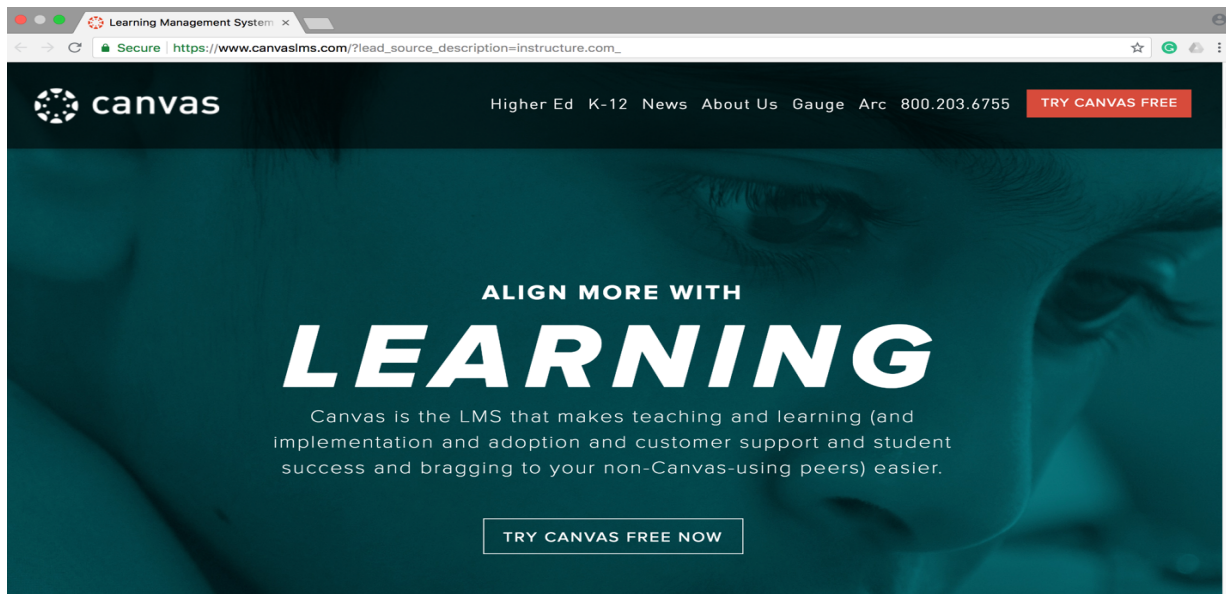 Learning Management System
Secure https://www.canvaslms.com/?lead_source_description=instructure.com_
canvas
Higher Ed K-12 News About Us Gauge Arc 800.203.6755 TRY CANVAS FREE
ALIGN MORE WITH
LEARNING
Canvas is the LMS that makes teaching and learning (and
implementation and adoption and customer support and student
success and bragging to your non-Canvas-using peers) easier.
TRY CANVAS FREE NOW